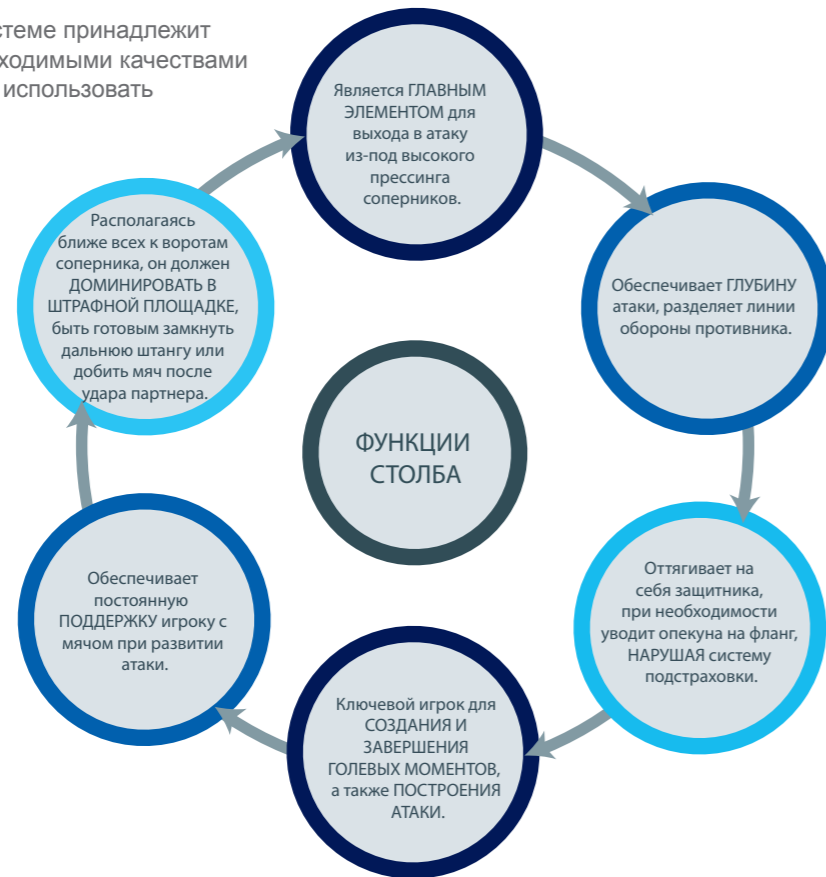 стеме принадлежит
ходимыми качествами
использовать
Является ГЛАВНЫМ
ЭЛЕМЕНТОМ для
выхода в атаку
из-под высокого
прессинга
соперников.
Обеспечивает ГЛУБИНУ
атаки, разделяет линии
обороны противника.
Оттягивает на
себя защитника,
при необходимости
уводит опекуна на фланг,
НАРУШАЯ систему
подстраховки.
Ключевой игрок для
СОЗДАНИЯ И
ЗАВЕРШЕНИЯ
ГОЛЕВЫХ МОМЕНТОВ,
а также ПОСТРОЕНИЯ
АТАКИ.
Обеспечивает
постоянную
ПОДДЕРЖКУ игроку с
мячом при развитии
атаки.
Располагаясь
ближе всех к воротам
соперника, он должен
ДОМИНИРОВАТЬ В
ШТРАФНОЙ ПЛОЩАДКЕ,
быть готовым замкнуть
дальнюю штангу или
добить мяч после
удара партнера.
ФУНКЦИИ
СТОЛБА